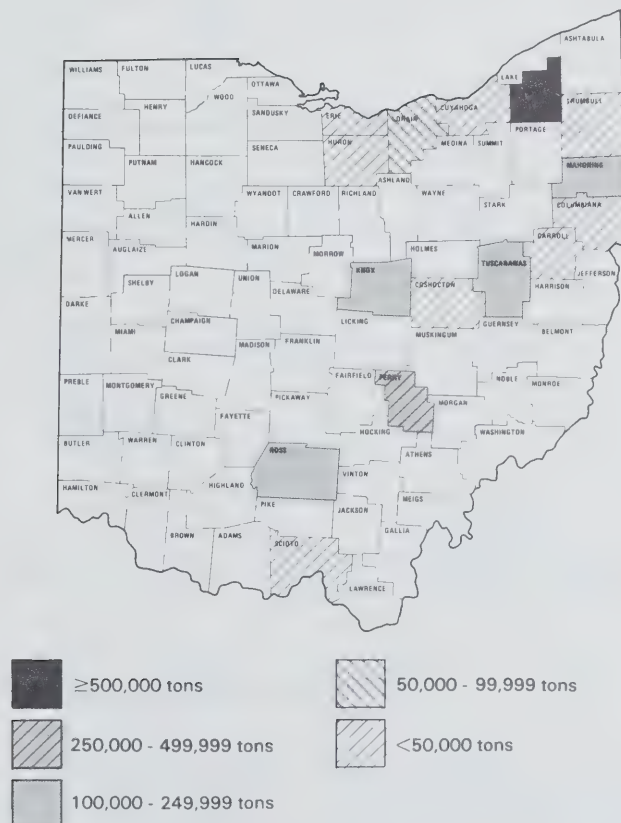 ASHTABULA
WILLIAMS FULTON LUCAS LAKE
OTTAWA
WOOD
HENRY ERIE LORAIN CUYAHOGA TRUMBULL
DEFIANCE SANDUSKY PORTAGE
PAULDING SENECA HURON MEDINA SUMMIT
PUTNAM HANCOCK MAHONING
ASHLAND
VAN WERT WYANDOT CRAWFORD RICHLAND WAYNE COLUMBIANA
STARK
ALLEN HARDIN
CARROLL
MERCER MARION HOLMES
AUGLAIZE MORROW TUSCARAWAS
LOGAN UNION KNOX COSHOCTON JEFFERSON
SHELBY DELAWARE HARRISON
DARKE
CHAMPAIGN LICKING GUERNSEY
MIAMI MUSKINGUM BELMONT
MADISON FRANKLIN
CLARK
FAIRFIELD PERRY NOBLE
PREBLE MONTGOMERY MONROE
GREENE PICKAWAY MORGAN
FAYETTE
HOCKING WASHINGTON
BUTLER WARREN CLINTON
ROSS ATHENS
VINTON
HAMILTON CLERMONT HIGHLAND
MEIGS
PIKE
JACKSON
GALLIA
BROWN ADAMS SCIOTO
LAWRENCE
≥500,000 tons
250,000 - 499,999 tons
100,000 - 249,999 tons
50,000 - 99,999 tons
<50,000 tons